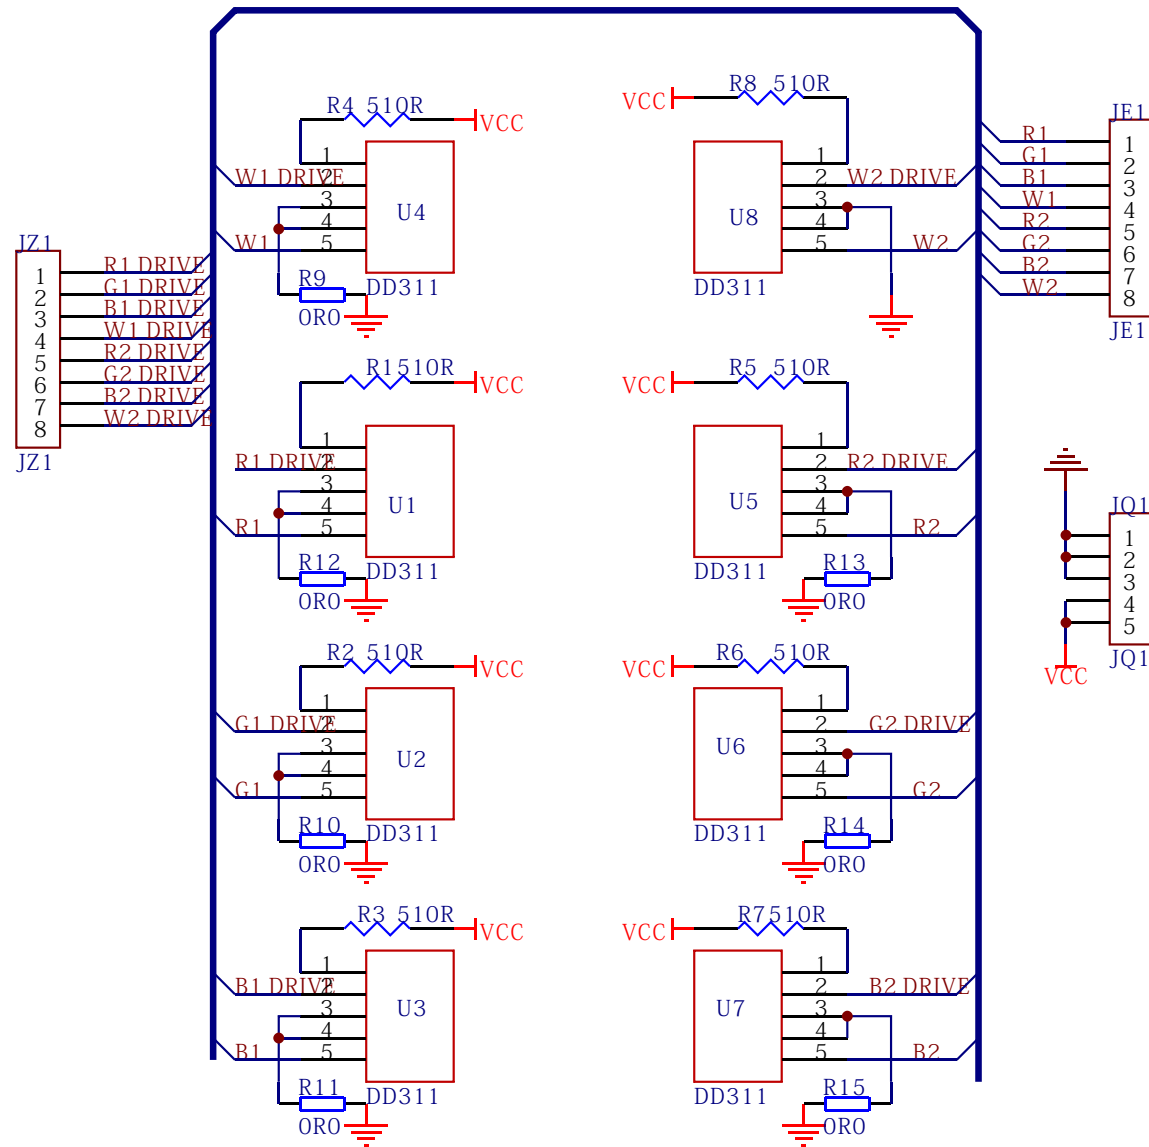 R4 510R
VCC
1
W1 DRIVE
2
3
4
W1
5
U4
R9
0R0
DD311
VCC
R8 510R
1
2
W2 DRIVE
3
4
5
W2
U8
DD311
JE1
R1
1
G1
2
B1
3
W1
4
R2
5
G2
6
B2
7
W2
8
JE1
JZ1
1
R1 DRIVE
2
G1 DRIVE
3
B1 DRIVE
4
W1 DRIVE
5
R2 DRIVE
6
G2 DRIVE
7
B2 DRIVE
8
W2 DRIVE
JZ1
R1 510R
VCC
1
R1 DRIVE
2
3
4
R1
5
U1
R12
0R0
DD311
VCC
R5 510R
1
2
R2 DRIVE
3
4
5
R2
U5
DD311
R13
0R0
JQ1
1
2
3
4
5
VCC
JQ1
R2 510R
VCC
1
G1 DRIVE
2
3
4
G1
5
U2
R10
0R0
DD311
VCC
R6 510R
1
2
G2 DRIVE
3
4
5
G2
U6
DD311
R14
0R0
R3 510R
VCC
1
B1 DRIVE
2
3
4
B1
5
U3
R11
0R0
DD311
VCC
R7 510R
1
2
B2 DRIVE
3
4
5
B2
U7
DD311
R15
0R0